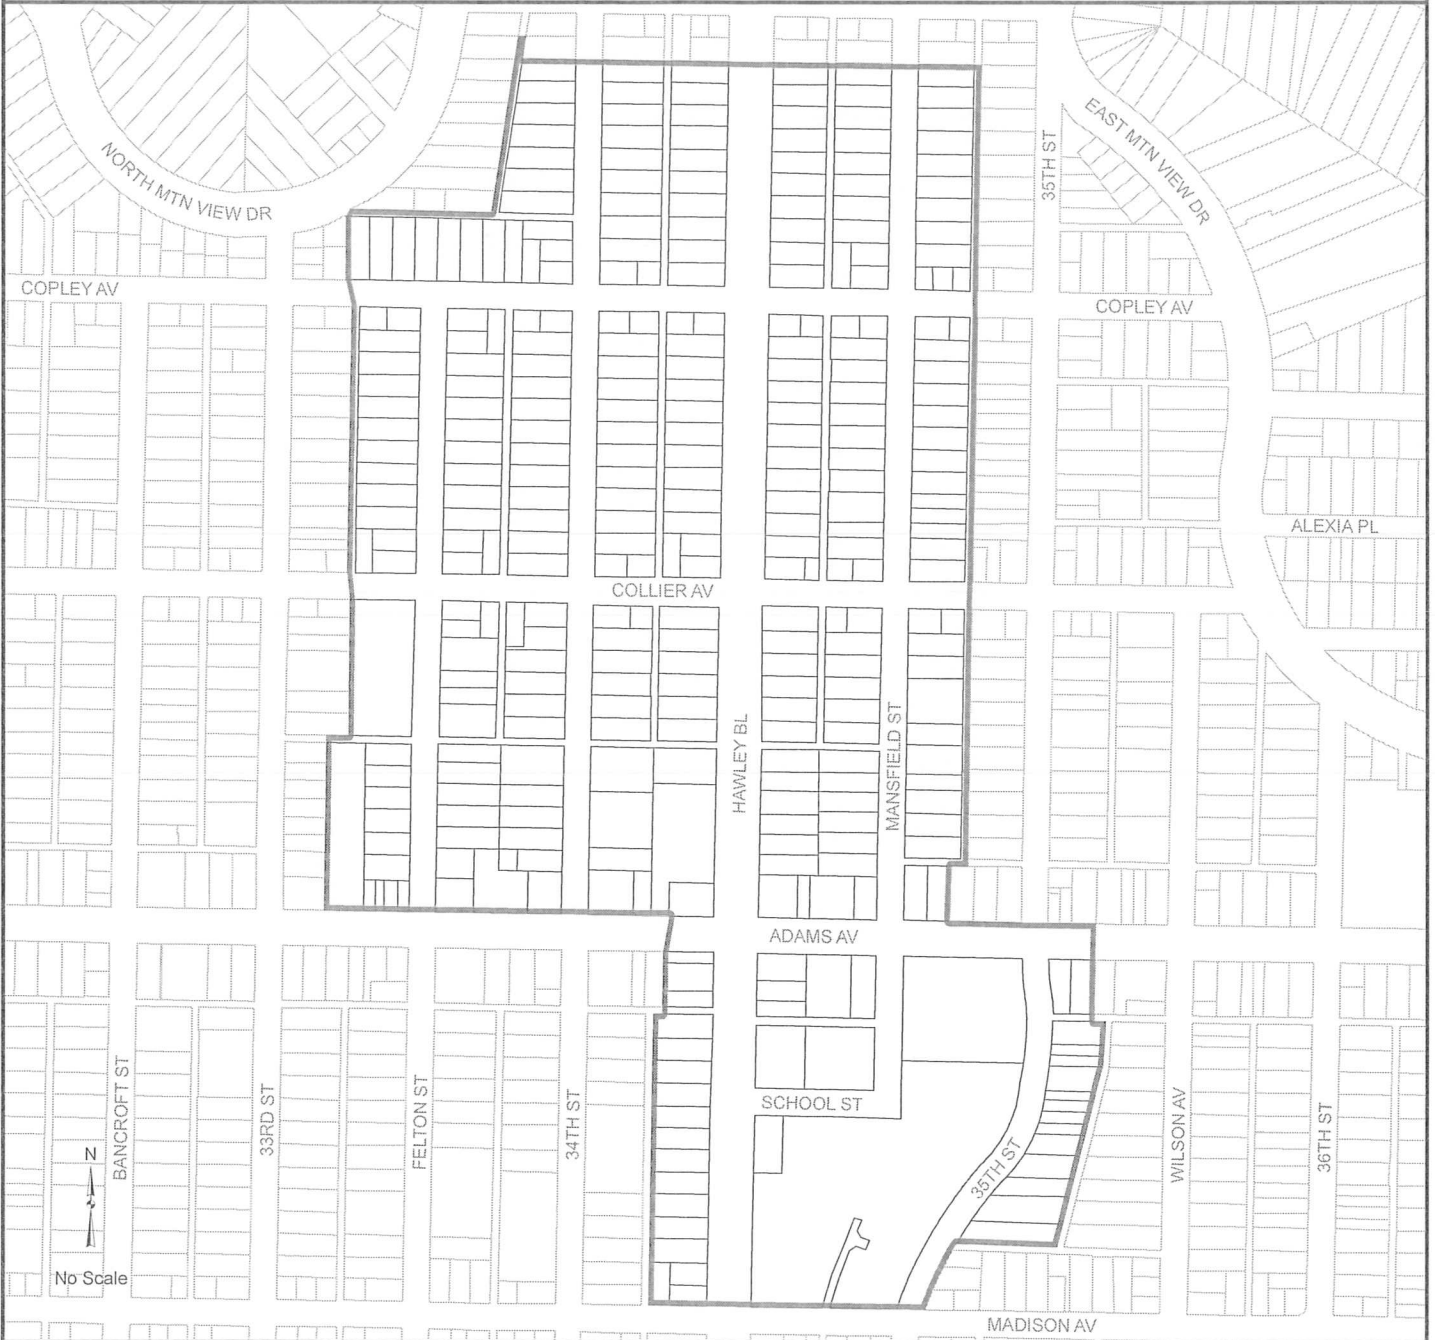 35TH ST
EAST MTN VIEW DR
NORTH MTN VIEW DR
COPLEY AV
COPLEY AV
ALEXIA PL
COLLIER AV
HAWLEY BL
MANSFIELD ST
ADAMS AV
BANCROFT ST
33RD ST
FELTON ST
34TH ST
SCHOOL ST
35TH ST
WILSON AV
36TH ST
N
No Scale
MADISON AV